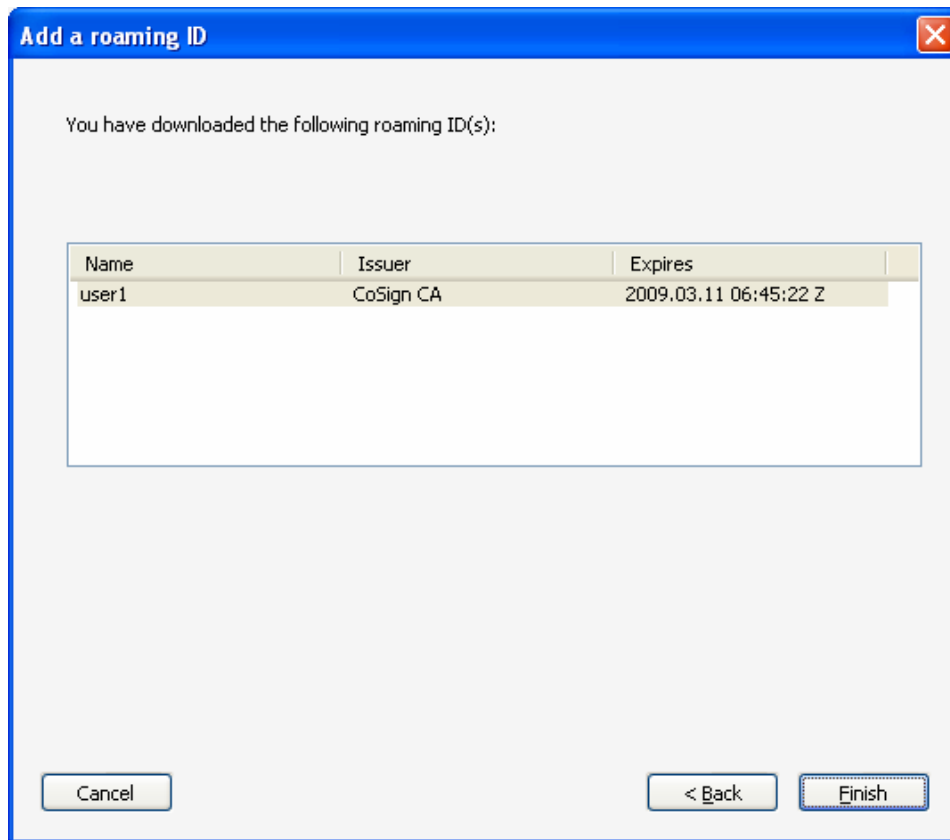 Add a roaming ID
You have downloaded the following roaming ID(s):
Name Issuer Expires
user1 CoSign CA 2009.03.11 06:45:22 Z
Cancel < Back Finish